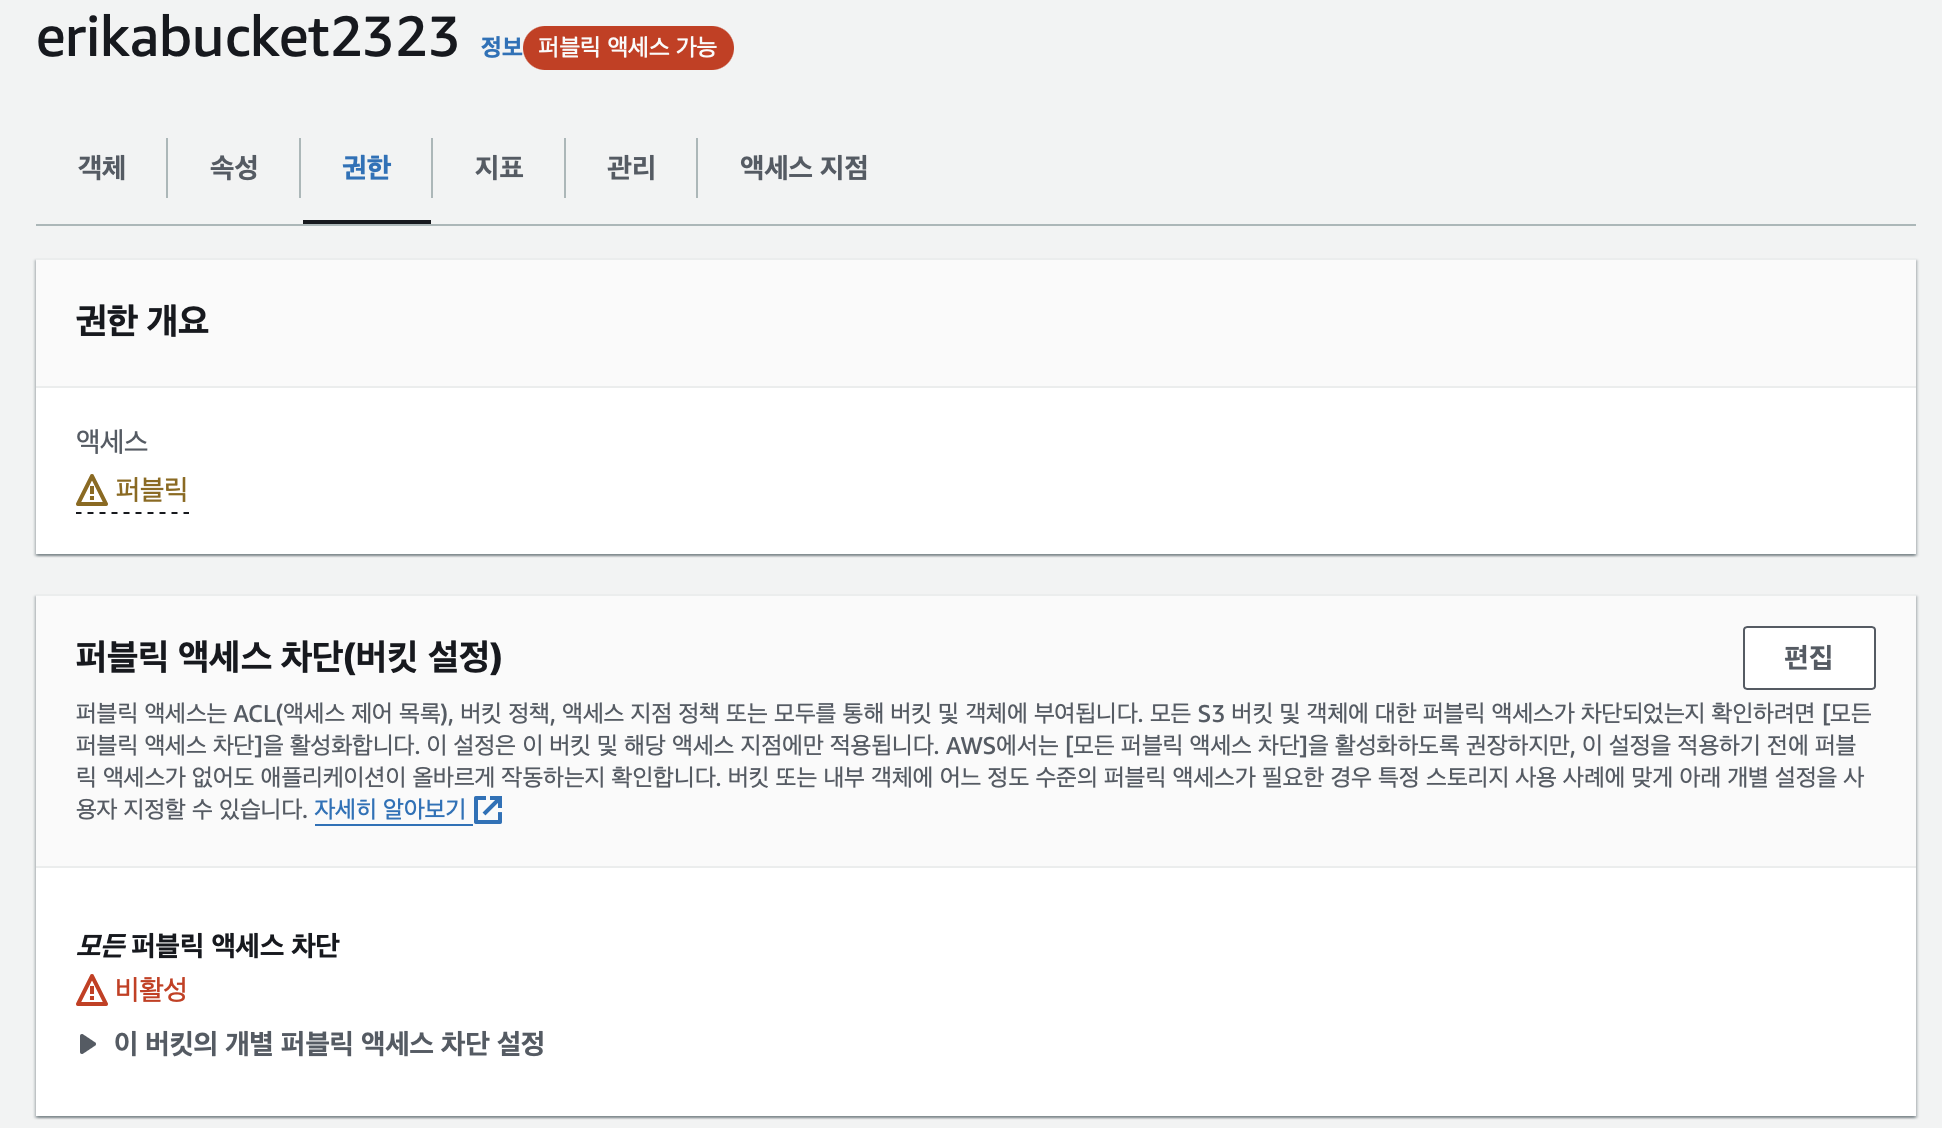 erikabucket2323 정보 퍼블릭 액세스 가능
객체 속성 권한 지표 관리 액세스 지점
권한 개요
액세스
퍼블릭
퍼블릭 액세스 차단(버킷 설정)
편집
퍼블릭 액세스는 ACL(액세스 제어 목록), 버킷 정책, 액세스 지점 정책 또는 모두를 통해 버킷 및 객체에 부여됩니다. 모든 S3 버킷 및 객체에 대한 퍼블릭 액세스가 차단되었는지 확인하려면 [모든
퍼블릭 액세스 차단]을 활성화합니다. 이 설정은 이 버킷 및 해당 액세스 지점에만 적용됩니다. AWS에서는 [모든 퍼블릭 액세스 차단]을 활성화하도록 권장하지만, 이 설정을 적용하기 전에 퍼블
릭 액세스가 없어도 애플리케이션이 올바르게 작동하는지 확인합니다. 버킷 또는 내부 객체에 어느 정도 수준의 퍼블릭 액세스가 필요한 경우 특정 스토리지 사용 사례에 맞게 아래 개별 설정을 사
용자 지정할 수 있습니다. 자세히 알아보기
모든 퍼블릭 액세스 차단
비활성
이 버킷의 개별 퍼블릭 액세스 차단 설정